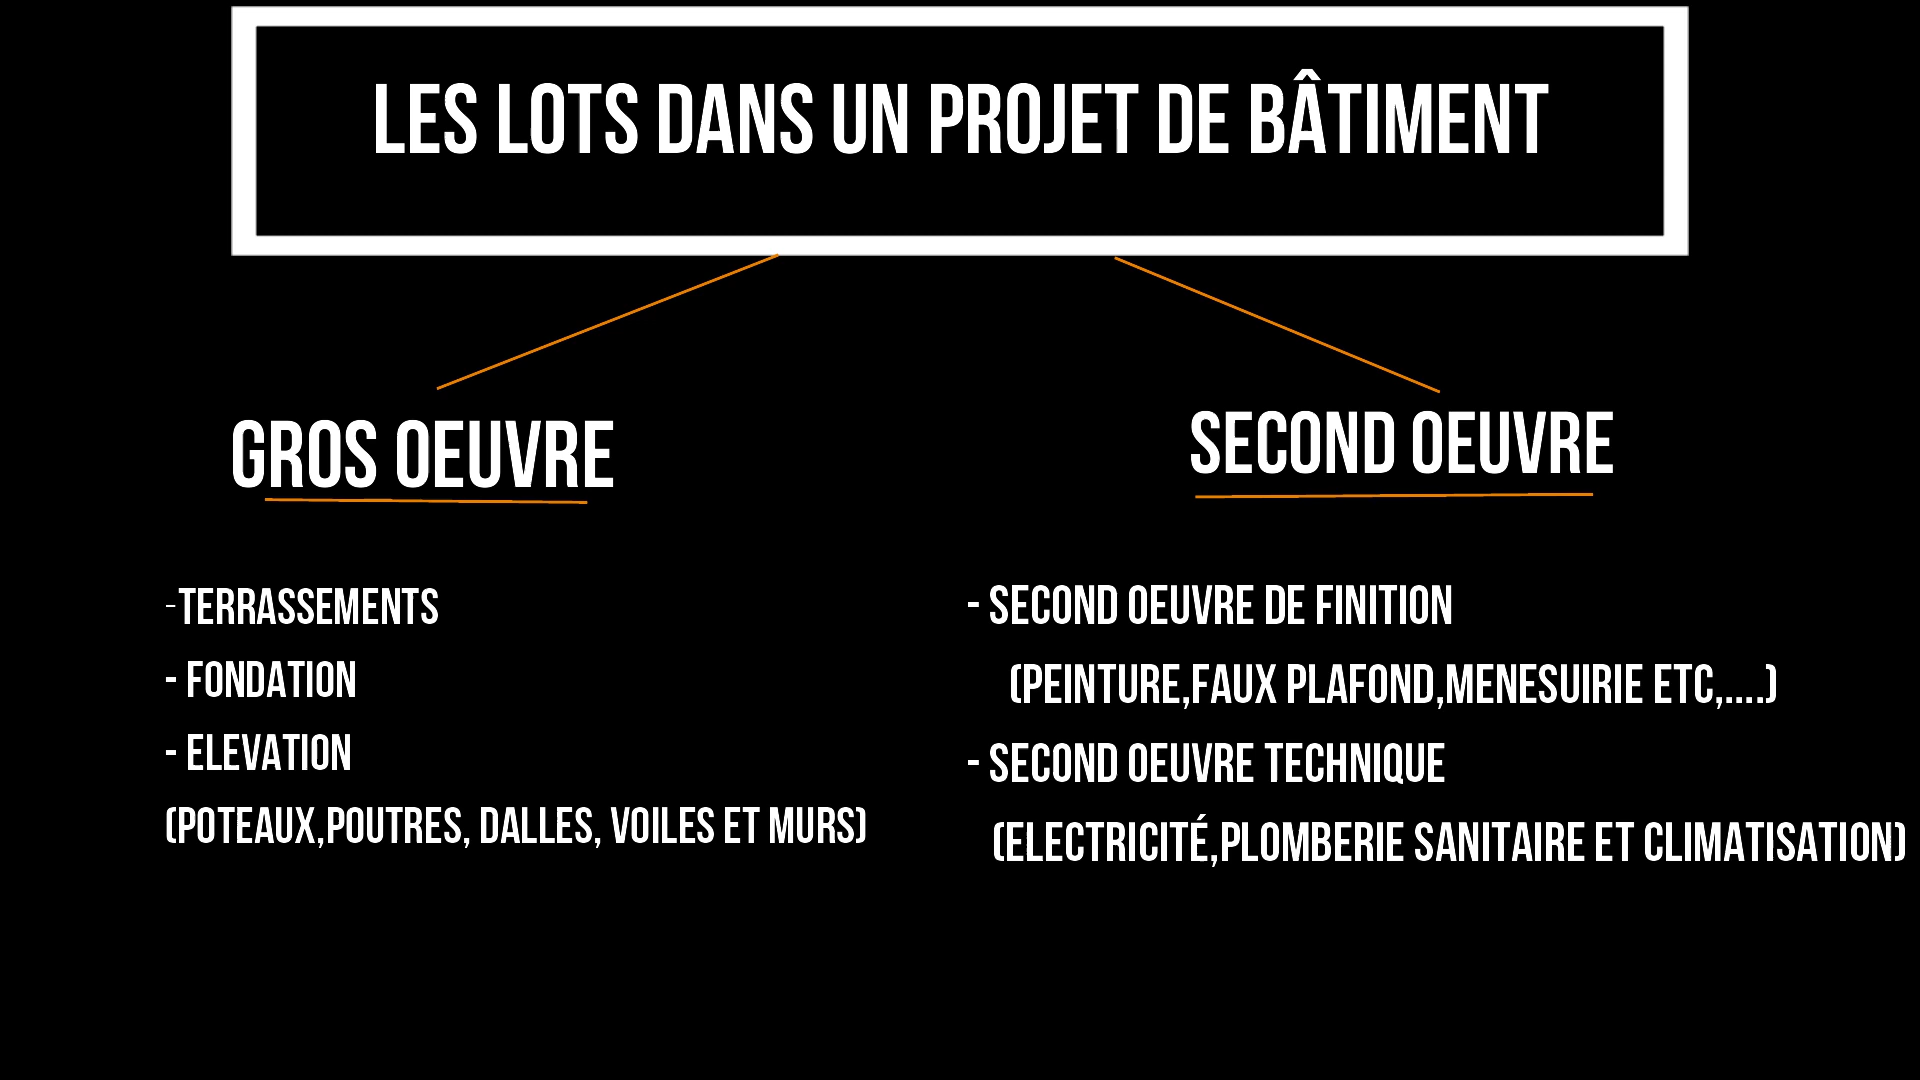 LES LOTS DANS UN PROJET DE BÂTIMENT
GROS OEUVRE
-TERRASSEMENTS
- FONDATION
- ELEVATION
(POTEAUX,POUTRES, DALLES, VOILES ET MURS)
SECOND OEUVRE
- SECOND OEUVRE DE FINITION
(PEINTURE,FAUX PLAFOND,MENESUIRIE ETC,....)
- SECOND OEUVRE TECHNIQUE
(ELECTRICITÉ,PLOMBERIE SANITAIRE ET CLIMATISATION)